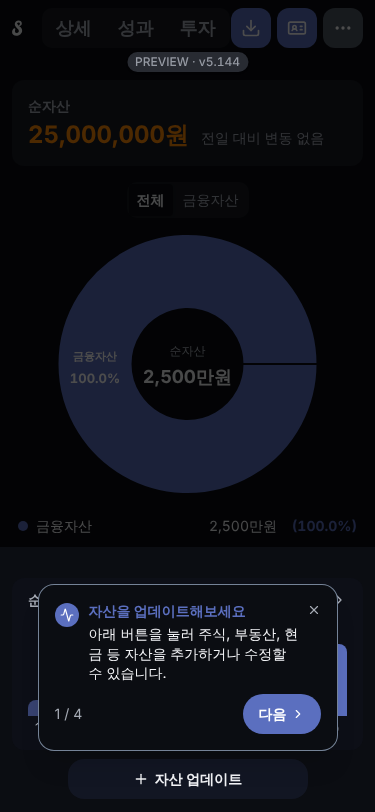 상세 성과 투자
PREVIEW · v5.144
순자산
25,000,000원 전일 대비 변동 없음
전체 금융자산
금융자산
100.0%
순자산
2,500만원
금융자산 2,500만원 (100.0%)
자산을 업데이트해보세요
아래 버튼을 눌러 주식, 부동산, 현
금 등 자산을 추가하거나 수정할
수 있습니다.
1 / 4 다음
+ 자산 업데이트